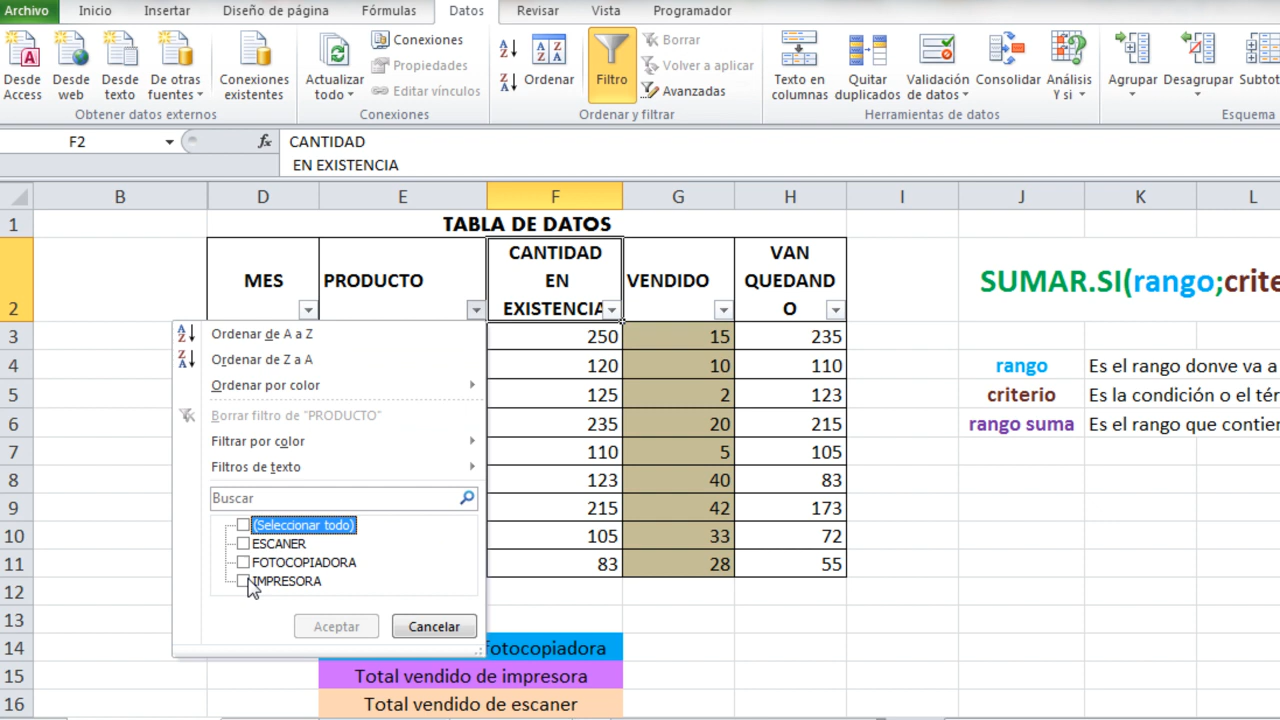 Archivo Inicio Insertar Diseño de página Fórmulas Datos Revisar Vista Programador
Desde Access
Desde web
Desde texto
De otras fuentes
Conexiones existentes
Obtener datos externos
Actualizar todo
Conexiones
Propiedades
Editar vínculos
Conexiones
Ordenar
Filtro
Borrar
Volver a aplicar
Avanzadas
Ordenar y filtrar
Texto en columnas
Quitar duplicados
Validación de datos
Consolidar
Análisis Y si
Herramientas de datos
Agrupar
Desagrupar
Subtot
Esquema
F2 fx CANTIDAD
EN EXISTENCIA
B D E F G H I J K L
1 TABLA DE DATOS
2 MES PRODUCTO CANTIDAD EN EXISTENCIA VENDIDO VAN QUEDAND O SUMAR.SI(rango;crite
3 250 15 235
4 120 10 110 rango Es el rango donve va a
5 125 2 123 criterio Es la condición o el tér
6 235 20 215 rango suma Es el rango que contien
7 110 5 105
8 123 40 83
9 215 42 173
10 105 33 72
11 83 28 55
12
13
14 fotocopiadora
15 Total vendido de impresora
16 Total vendido de escaner
Ordenar de A a Z
Ordenar de Z a A
Ordenar por color
Borrar filtro de "PRODUCTO"
Filtrar por color
Filtros de texto
Buscar
(Seleccionar todo)
ESCANER
FOTOCOPIADORA
IMPRESORA
Aceptar Cancelar